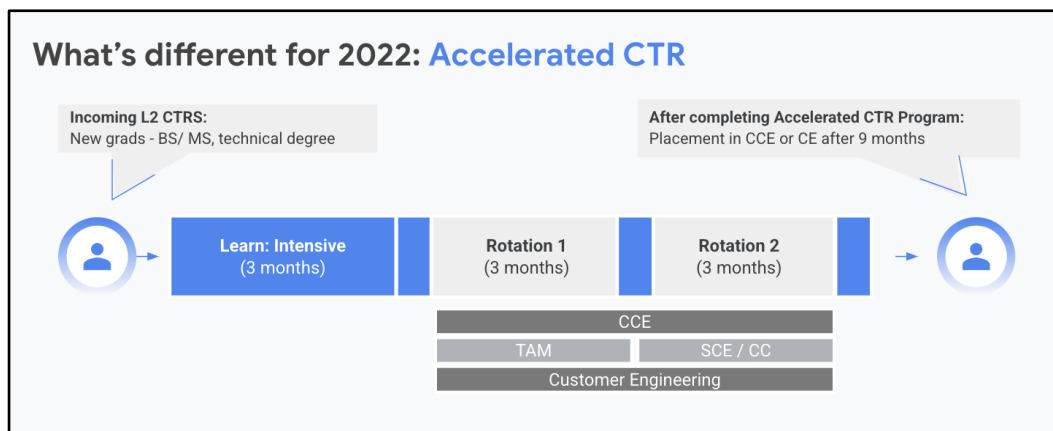 What's different for 2022: Accelerated CTR
Incoming L2 CTRS:
New grads - BS/ MS, technical degree
After completing Accelerated CTR Program:
Placement in CCE or CE after 9 months
Learn: Intensive
(3 months)
Rotation 1
(3 months)
Rotation 2
(3 months)
CCE
TAM
SCE / CC
Customer Engineering